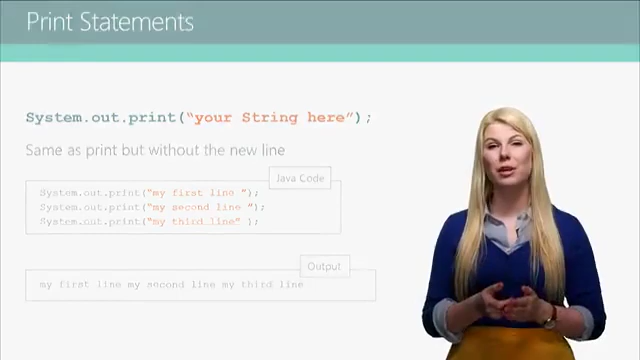 Print Statements
System.out.print(“your String here”);
Same as print but without the new line
Java Code
System.out.print(“my first line ”);
System.out.print(“my second line ”);
System.out.print(“my third line” );
Output
my first line my second line my third line